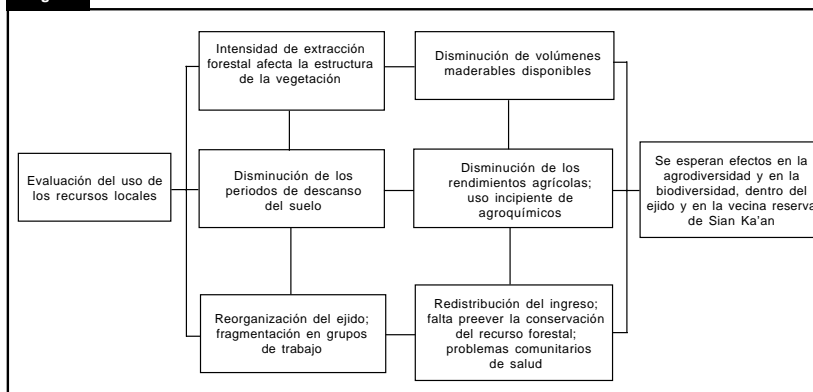 Intensidad de extracción
forestal afecta la estructura
de la vegetación
Disminución de volúmenes
maderables disponibles
Evaluación del uso de
los recursos locales
Disminución de los
periodos de descanso
del suelo
Disminución de los
rendimientos agrícolas;
uso incipiente de
agroquímicos
Se esperan efectos en la
agrodiversidad y en la
biodiversidad, dentro del
ejido y en la vecina reserva
de Sian Ka'an
Reorganización del ejido;
fragmentación en grupos
de trabajo
Redistribución del ingreso;
falta preever la conservación
del recurso forestal;
problemas comunitarios
de salud